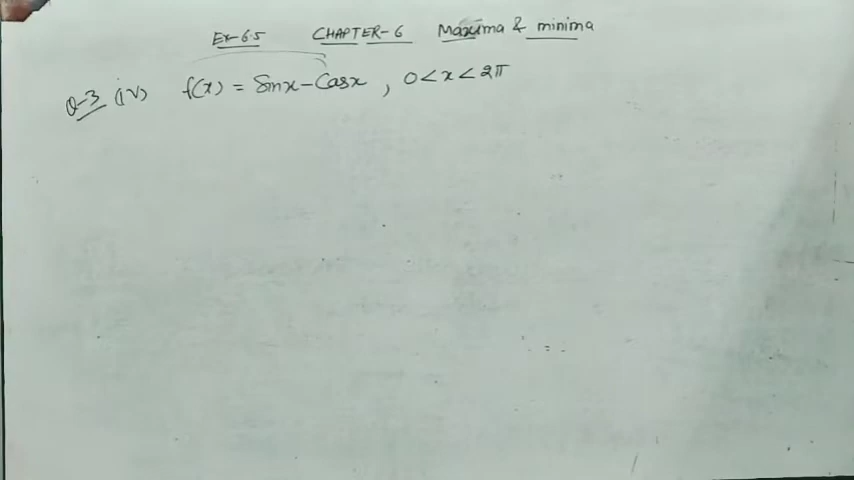 Ex-6.5 CHAPTER-6 Maxima & minima
Q-3 (iv) f(x) = Sinx - Cosx , 0 < x < 2π